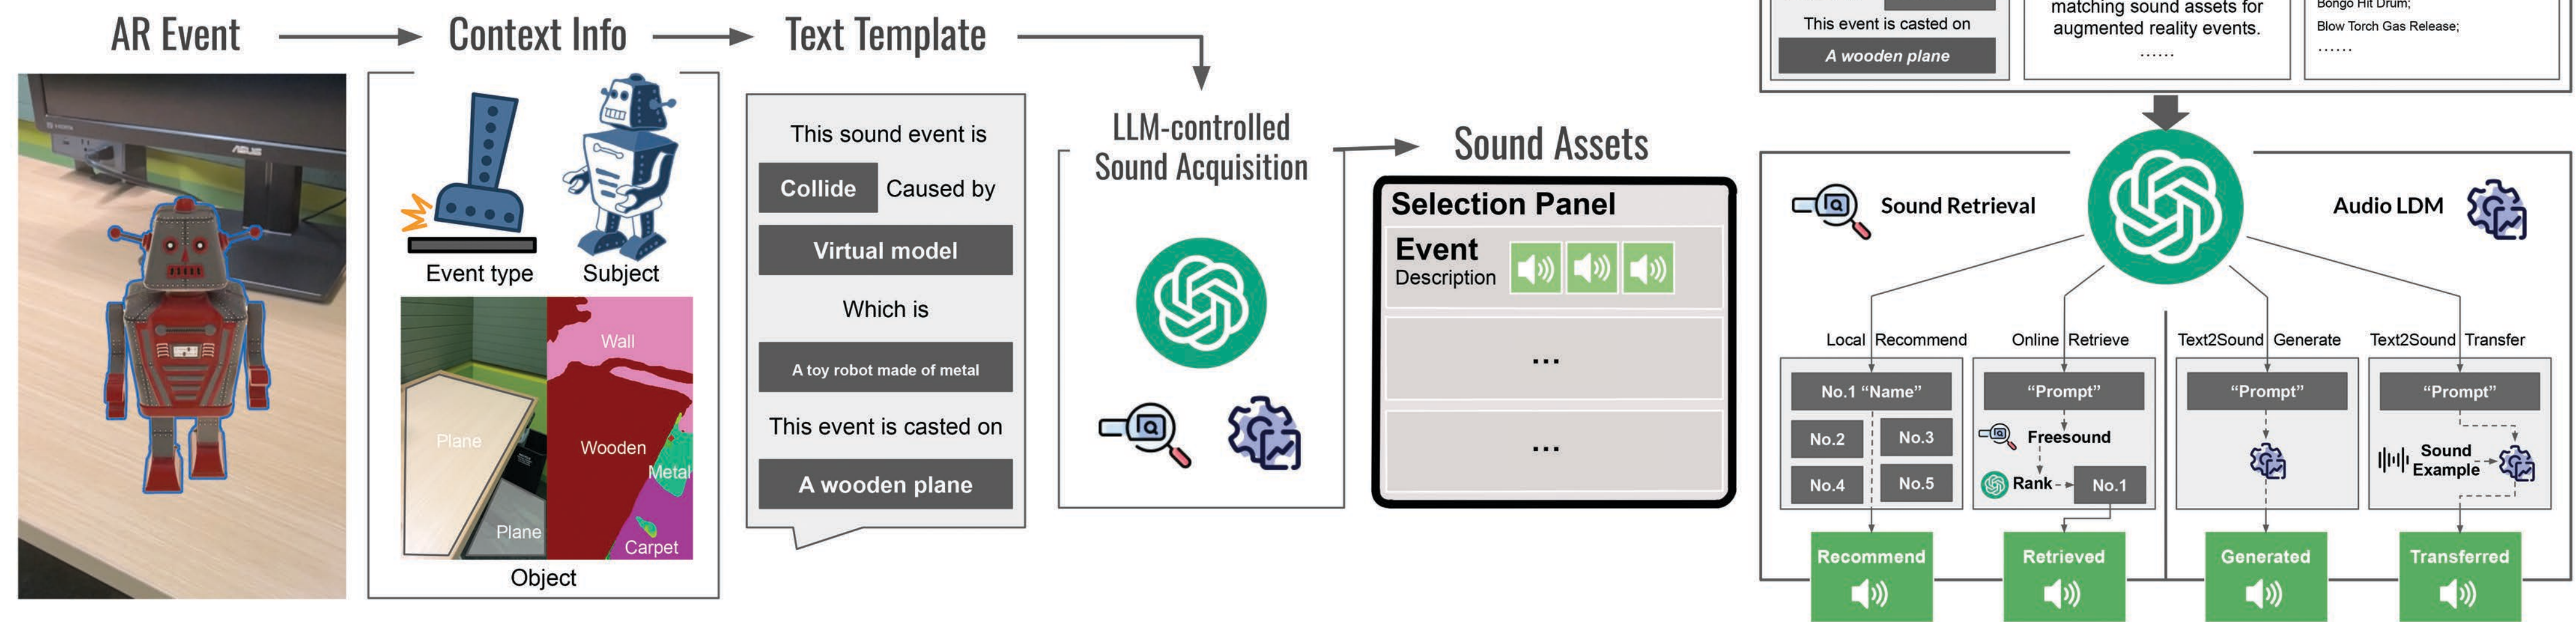 AR Event
Context Info
Text Template
Event type
Subject
Wall
Plane
Wooden
Metal
Plane
Carpet
Object
This sound event is
Collide Caused by
Virtual model
Which is
A toy robot made of metal
This event is casted on
A wooden plane
LLM-controlled
Sound Acquisition
Sound Assets
Selection Panel
Event
Description
...
...
This event is casted on
A wooden plane
matching sound assets for
augmented reality events.
......
Bongo Hit Drum;
Blow Torch Gas Release;
......
Sound Retrieval
Audio LDM
Local Recommend
Online Retrieve
Text2Sound Generate
Text2Sound Transfer
No.1 “Name”
No.2
No.3
No.4
No.5
“Prompt”
Freesound
Rank
No.1
“Prompt”
“Prompt”
Sound
Example
Recommend
Retrieved
Generated
Transferred